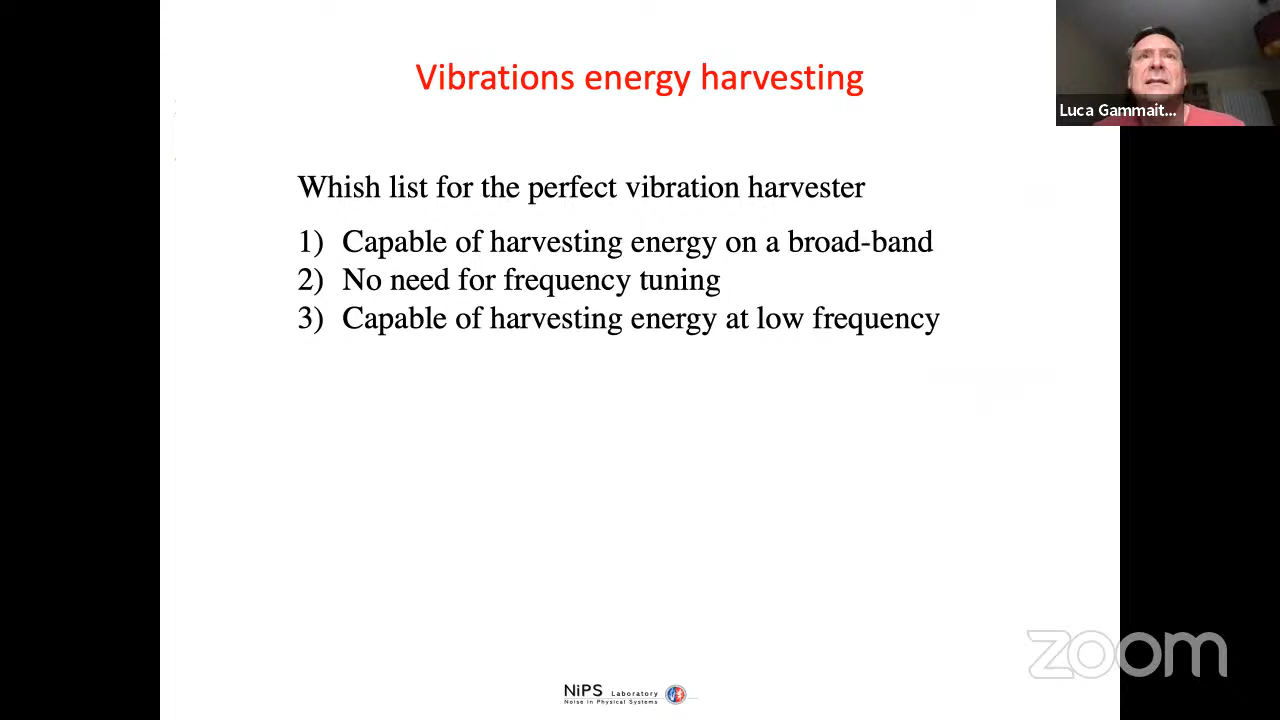 Vibrations energy harvesting
Luca Gammait...
Whish list for the perfect vibration harvester
1) Capable of harvesting energy on a broad-band
2) No need for frequency tuning
3) Capable of harvesting energy at low frequency
zoom
NiPS Laboratory
Noise in Physical Systems